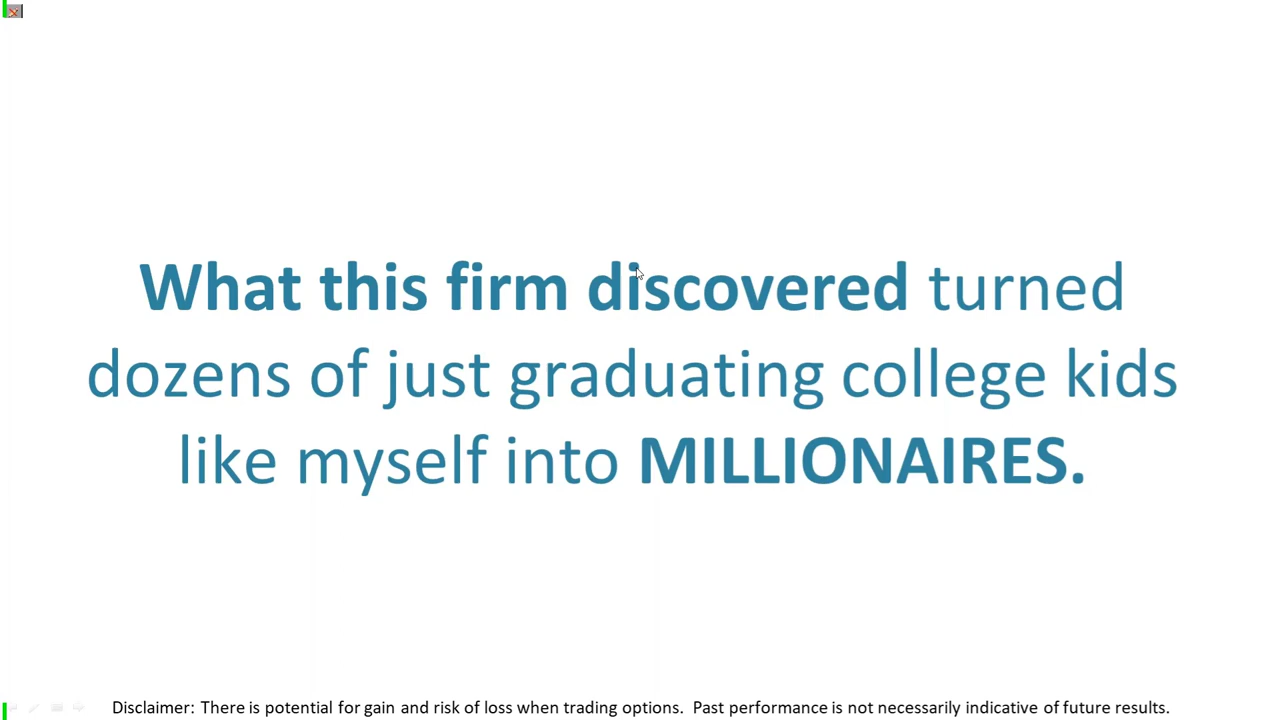 What this firm discovered turned
dozens of just graduating college kids
like myself into MILLIONAIRES.
Disclaimer: There is potential for gain and risk of loss when trading options. Past performance is not necessarily indicative of future results.